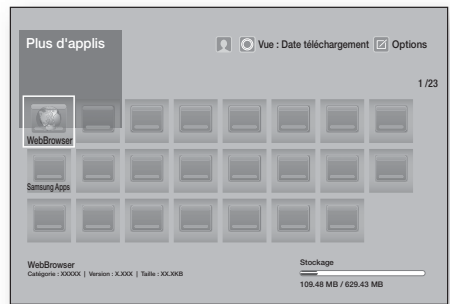 Plus d'applis
Vue : Date téléchargement Options
1 /23
WebBrowser
Samsung Apps
WebBrowser
Catégorie : XXXXX | Version : X.XXX | Taille : XX.XKB
Stockage
109.48 MB / 629.43 MB